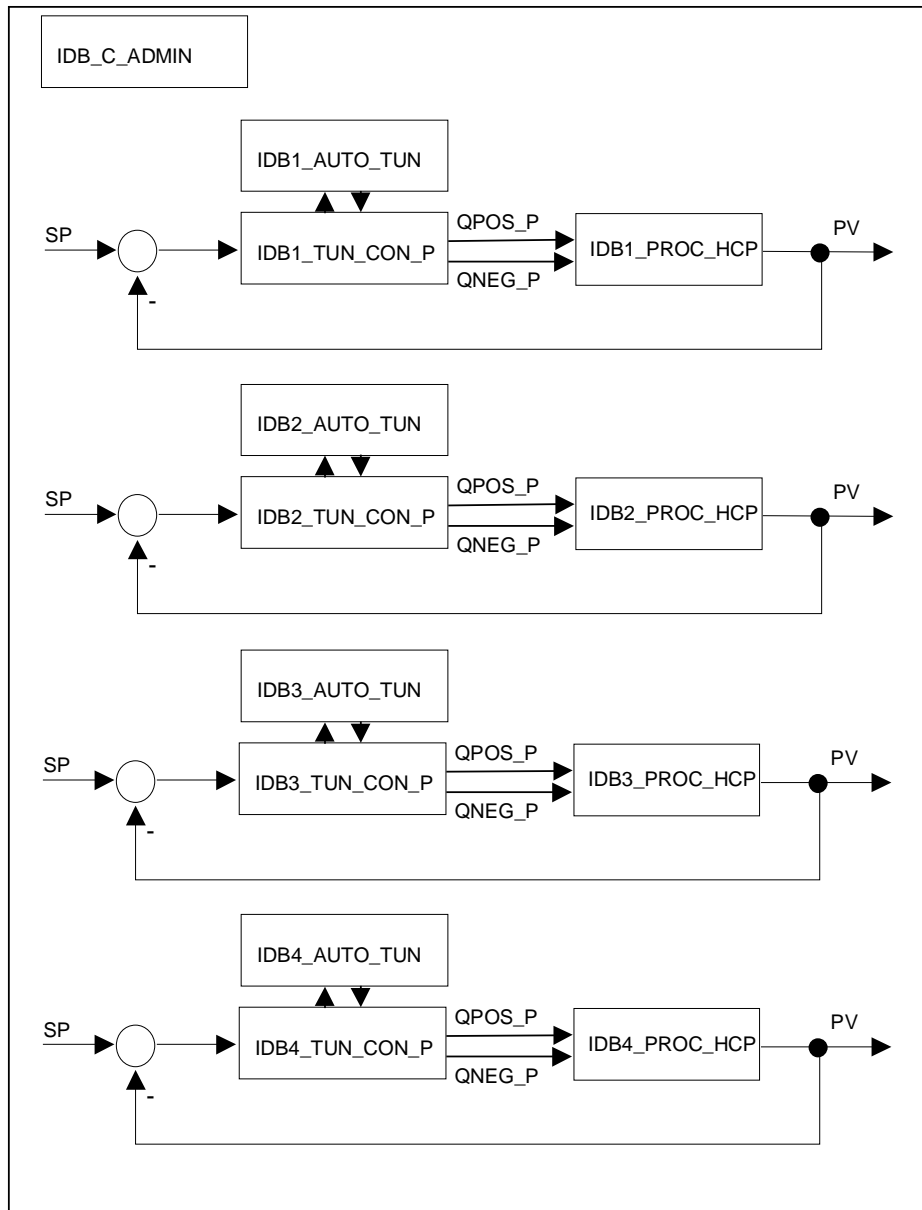 IDB_C_ADMIN
IDB1_AUTO_TUN
SP
IDB1_TUN_CON_P
QPOS_P
QNEG_P
IDB1_PROC_HCP
PV
-
IDB2_AUTO_TUN
SP
IDB2_TUN_CON_P
QPOS_P
QNEG_P
IDB2_PROC_HCP
PV
-
IDB3_AUTO_TUN
SP
IDB3_TUN_CON_P
QPOS_P
QNEG_P
IDB3_PROC_HCP
PV
-
IDB4_AUTO_TUN
SP
IDB4_TUN_CON_P
QPOS_P
QNEG_P
IDB4_PROC_HCP
PV
-